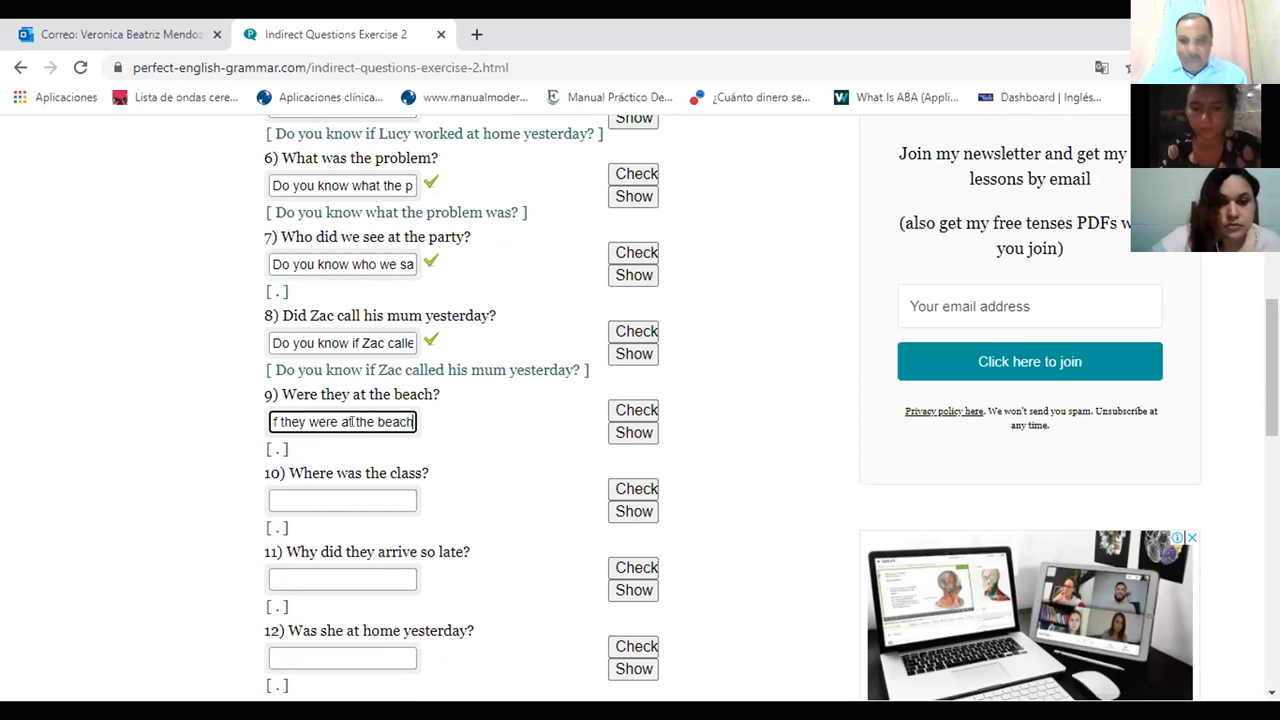 Correo: Veronica Beatriz Mendoz
Indirect Questions Exercise 2
perfect-english-grammar.com/indirect-questions-exercise-2.html
Aplicaciones
Lista de ondas cere...
Aplicaciones clínica...
www.manualmoder...
Manual Práctico De...
¿Cuánto dinero se...
What Is ABA (Appli...
Dashboard | Inglés...
Show
[ Do you know if Lucy worked at home yesterday? ]
6) What was the problem?
Check
Do you know what the p
Show
[ Do you know what the problem was? ]
7) Who did we see at the party?
Check
Do you know who we sa
Show
[ . ]
8) Did Zac call his mum yesterday?
Check
Do you know if Zac calle
Show
[ Do you know if Zac called his mum yesterday? ]
9) Were they at the beach?
Check
f they were at the beach
Show
[ . ]
10) Where was the class?
Check
Show
[ . ]
11) Why did they arrive so late?
Check
Show
[ . ]
12) Was she at home yesterday?
Check
Show
[ . ]
Join my newsletter and get my
lessons by email
(also get my free tenses PDFs w
you join)
Your email address
Click here to join
Privacy policy here. We won't send you spam. Unsubscribe at
any time.